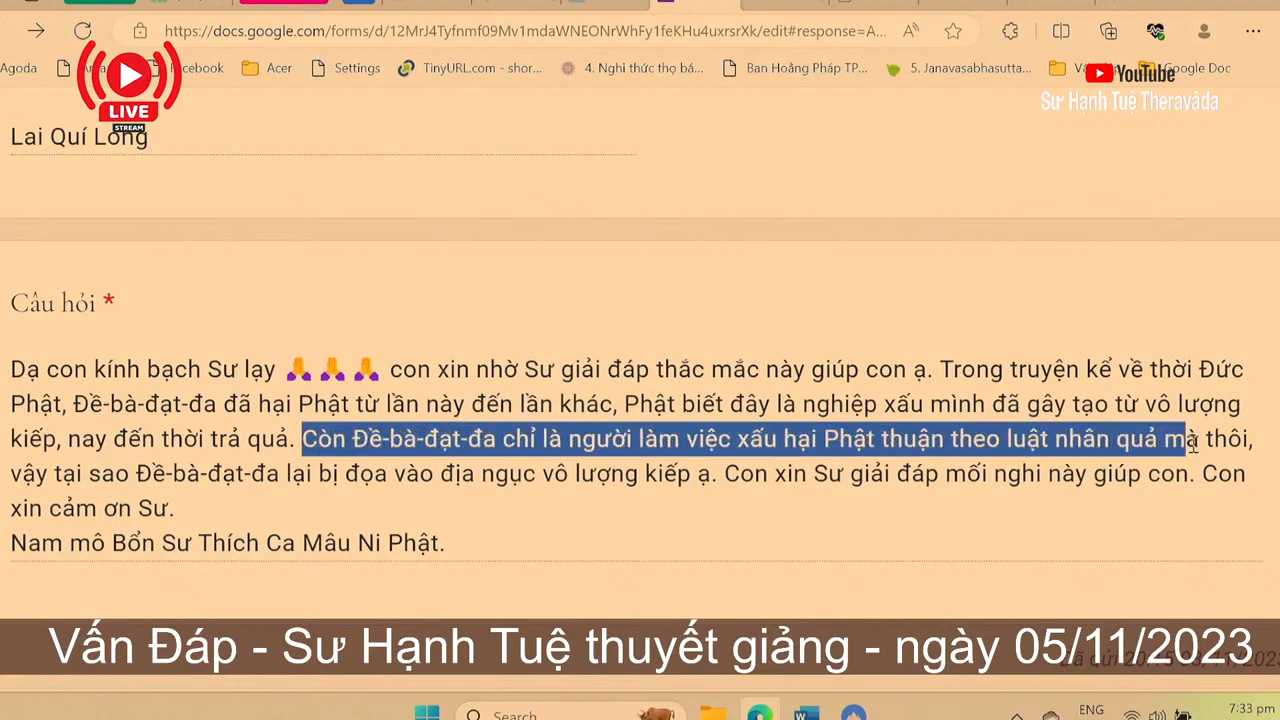 https://docs.google.com/forms/d/12MrJ4Tyfnmf09Mv1mdaWNEONrWhFy1feKHu4uxrsrXk/edit#response=A...
Agoda
Facebook
Acer
Settings
TinyURL.com - shor...
4. Nghi thức thọ bá...
Ban Hoằng Pháp TP...
5. Janavasabhasutta...
Google Doc
LIVE
STREAM
YouTube
Sư Hạnh Tuệ Theravāda
Lai Quí Long
Câu hỏi *
Dạ con kính bạch Sư lạy 🙏🙏🙏 con xin nhờ Sư giải đáp thắc mắc này giúp con ạ. Trong truyện kể về thời Đức
Phật, Đề-bà-đạt-đa đã hại Phật từ lần này đến lần khác, Phật biết đây là nghiệp xấu mình đã gây tạo từ vô lượng
kiếp, nay đến thời trả quả. Còn Đề-bà-đạt-đa chỉ là người làm việc xấu hại Phật thuận theo luật nhân quả mà thôi,
vậy tại sao Đề-bà-đạt-đa lại bị đọa vào địa ngục vô lượng kiếp ạ. Con xin Sư giải đáp mối nghi này giúp con. Con
xin cảm ơn Sư.
Nam mô Bổn Sư Thích Ca Mâu Ni Phật.
Vấn Đáp - Sư Hạnh Tuệ thuyết giảng - ngày 05/11/2023
Search
ENG
7:33 pm